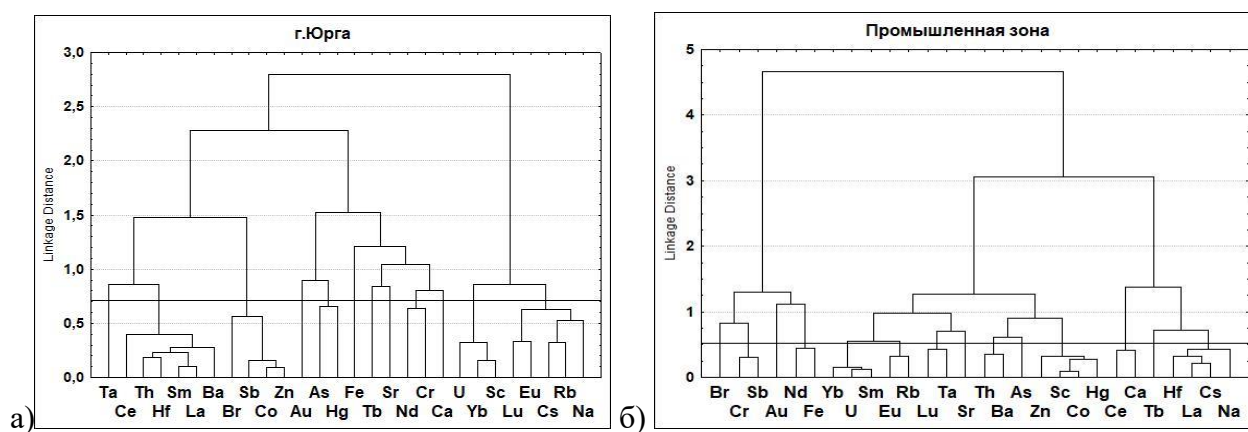 г.Юрга
3,0
2,5
2,0
1,5
1,0
0,5
0,0
Linkage Distance
Ta Th Sm Ba Sb Zn As Fe Sr Cr U Sc Eu Rb
Ce Hf La Br Co Au Hg Tb Nd Ca Yb Lu Cs Na
а)
Промышленная зона
5
4
3
2
1
0
Linkage Distance
Br Sb Nd Yb Sm Rb Ta Th As Sc Hg Ca Hf Cs
Cr Au Fe U Eu Lu Sr Ba Zn Co Ce Tb La Na
б)